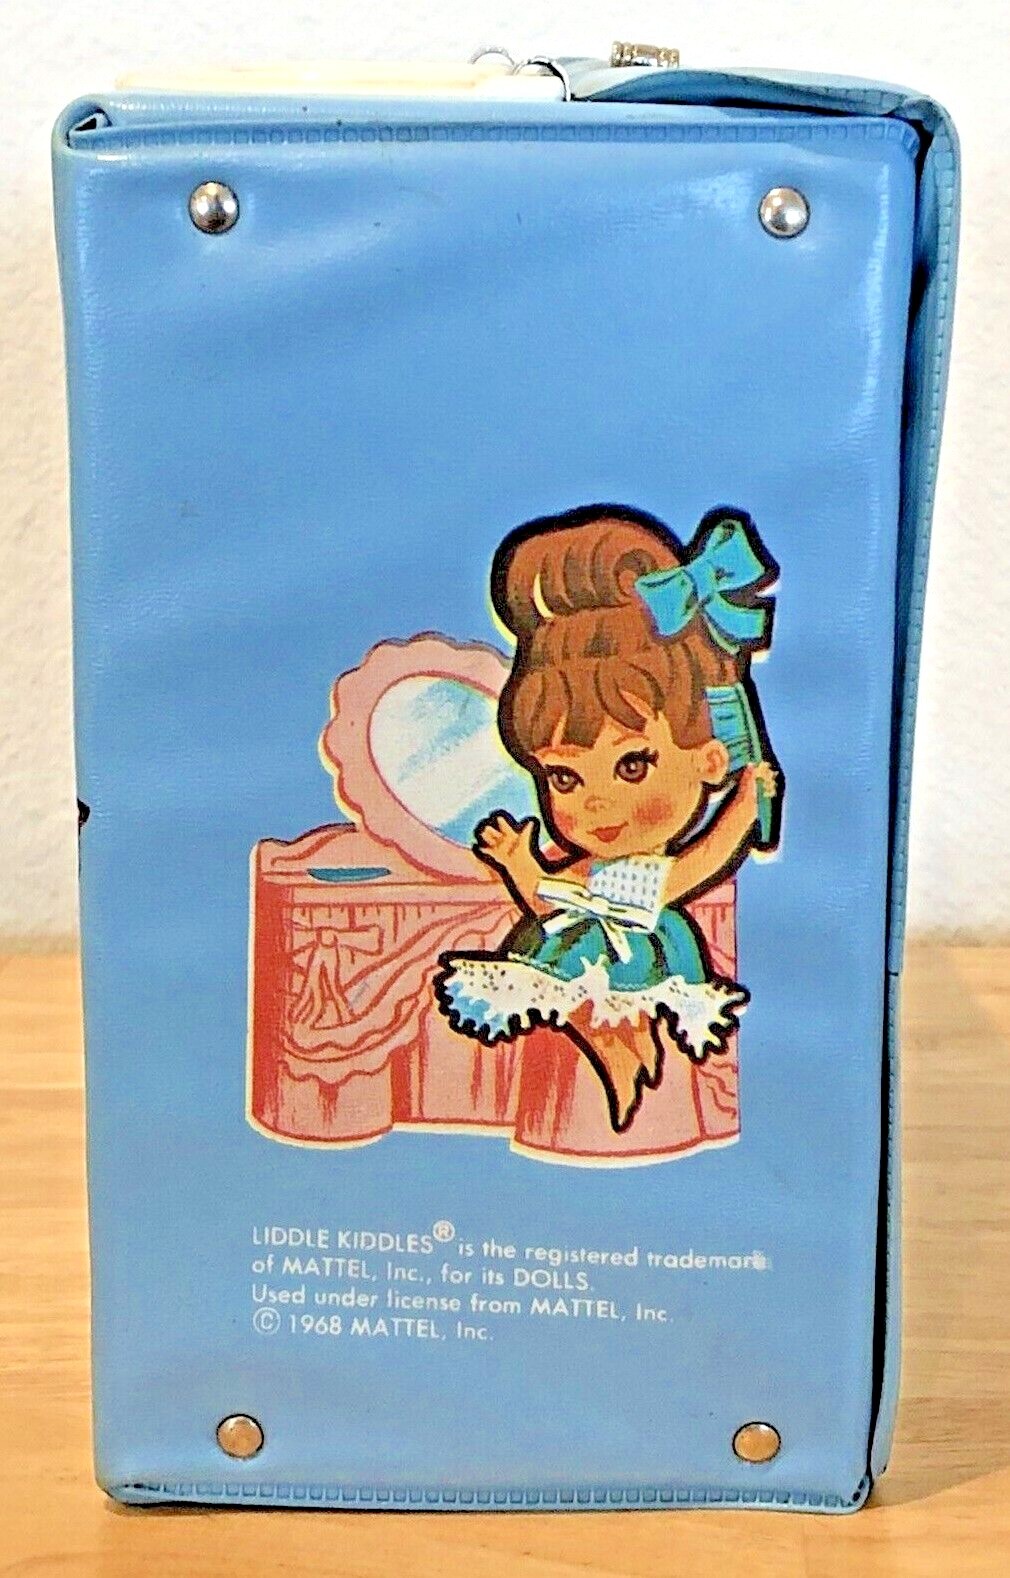 LIDDLE KIDDLES® is the registered trademark
of MATTEL, Inc., for its DOLLS.
Used under license from MATTEL, Inc.
© 1968 MATTEL, Inc.